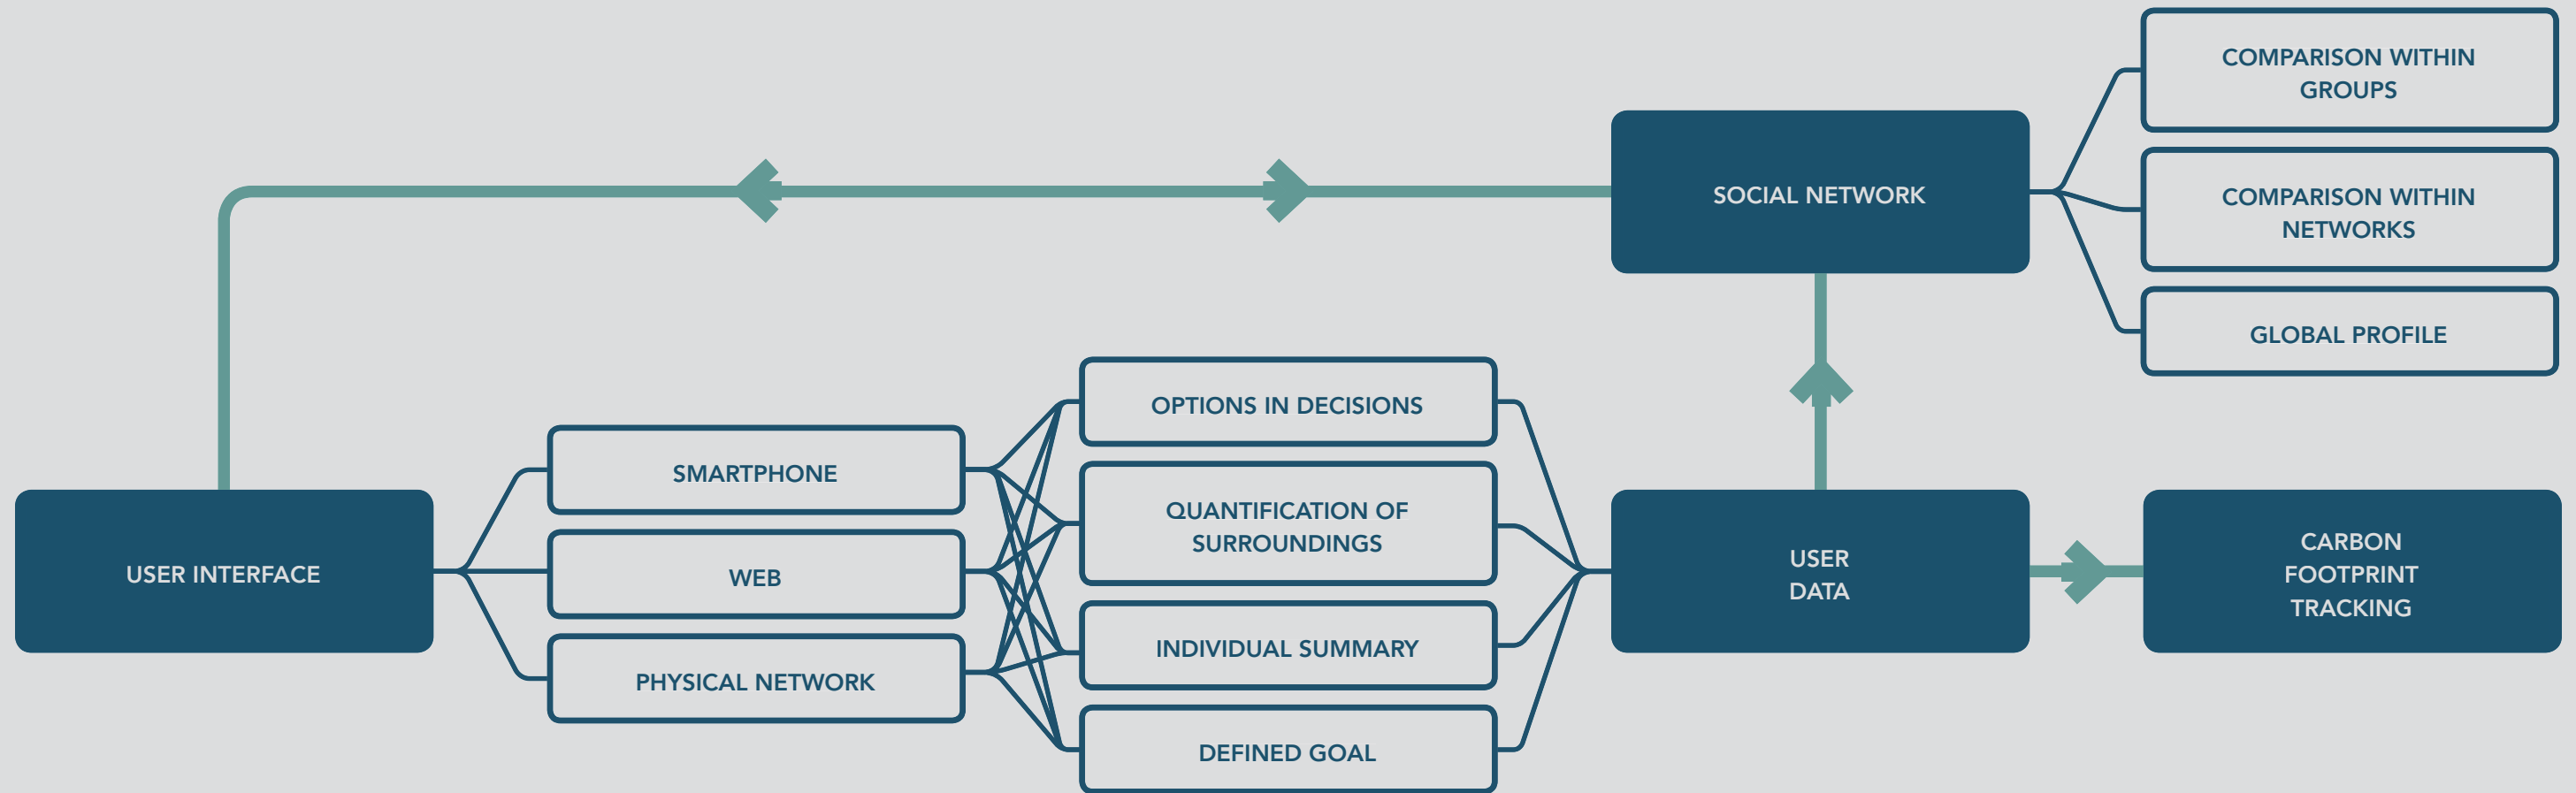 COMPARISON WITHIN
GROUPS
SOCIAL NETWORK
COMPARISON WITHIN
NETWORKS
GLOBAL PROFILE
USER INTERFACE
SMARTPHONE
WEB
PHYSICAL NETWORK
OPTIONS IN DECISIONS
QUANTIFICATION OF
SURROUNDINGS
INDIVIDUAL SUMMARY
DEFINED GOAL
USER
DATA
CARBON
FOOTPRINT
TRACKING